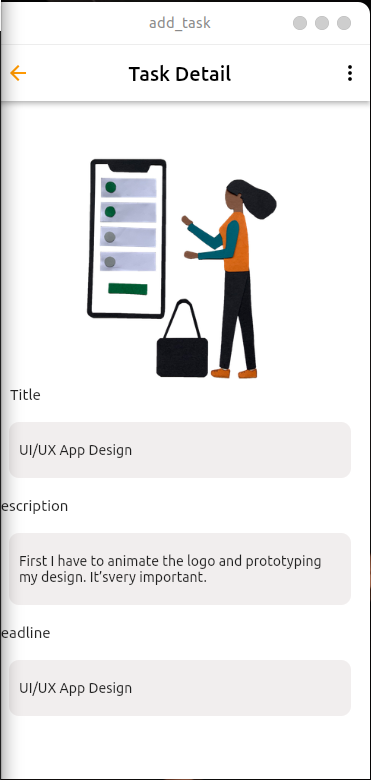 add_task
Task Detail
Title
UI/UX App Design
escription
First I have to animate the logo and prototyping
my design. It'svery important.
eadline
UI/UX App Design